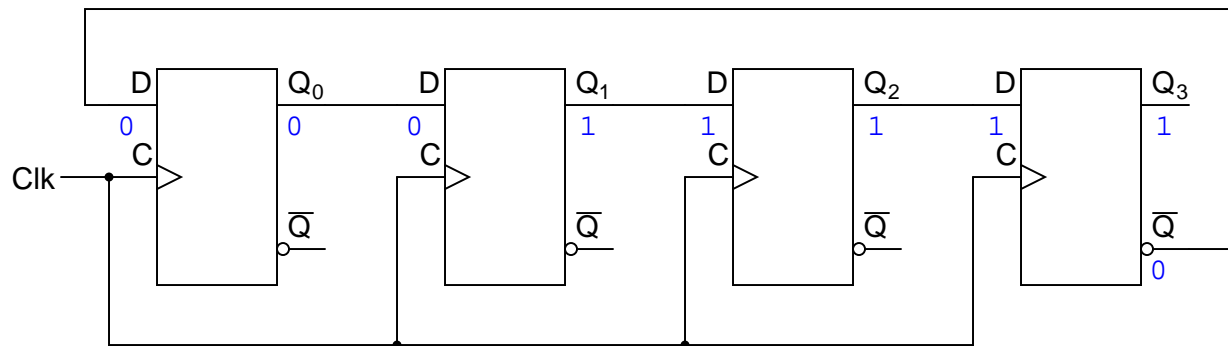 D Q₀ D Q₁ D Q₂ D Q₃
0 0 0 1 1 1 1 1
C C C C
Clk
Q̅ Q̅ Q̅ Q̅
0